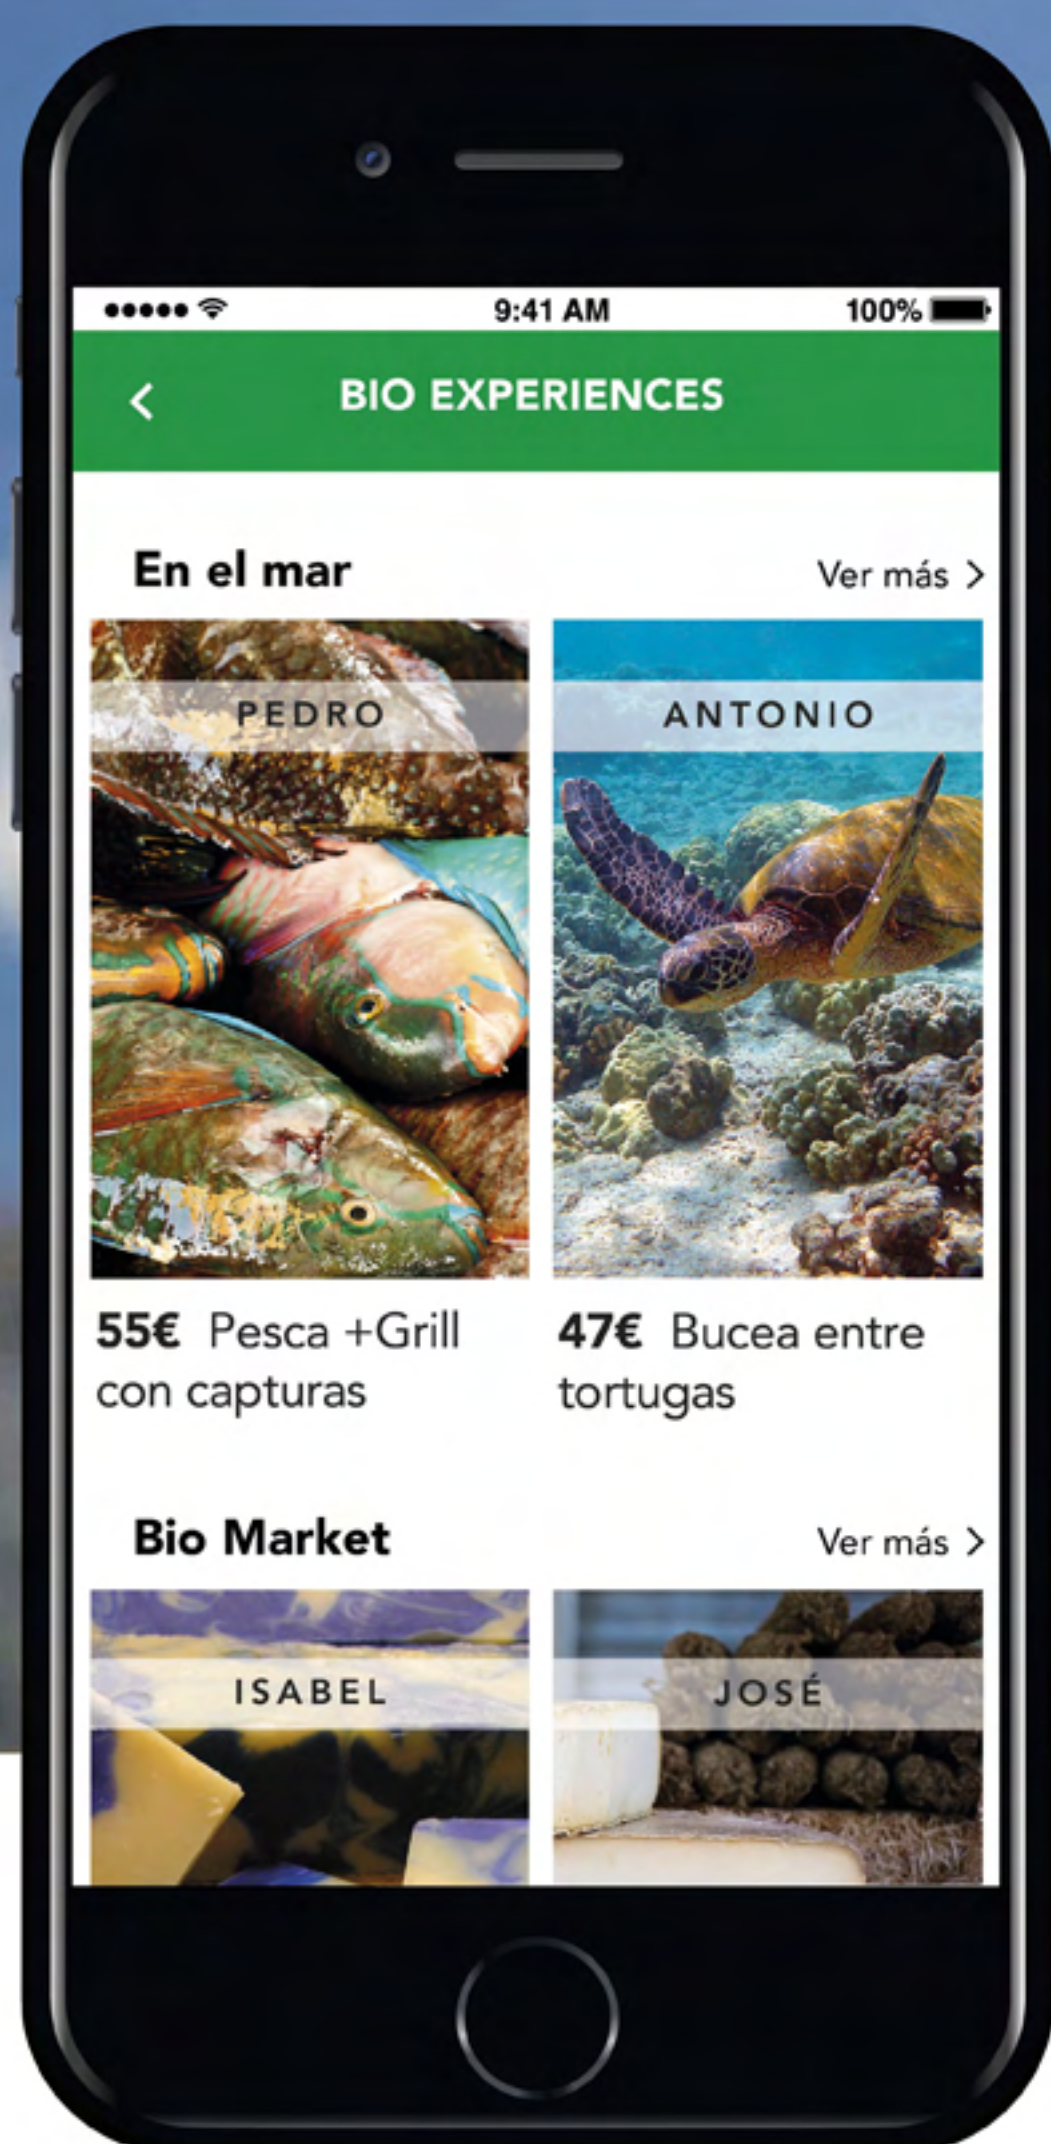 9:41 AM 100%
BIO EXPERIENCES
En el mar Ver más
PEDRO ANTONIO
55€ Pesca +Grill
con capturas
47€ Bucea entre
tortugas
Bio Market Ver más
ISABEL JOSÉ